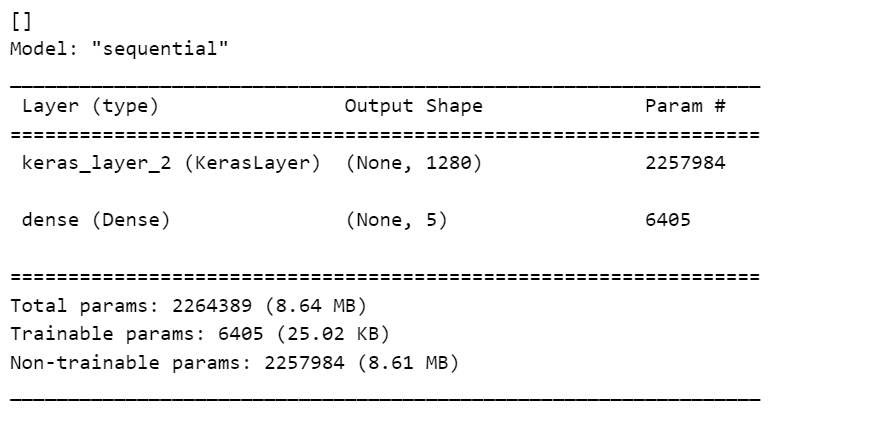 []
Model: "sequential"
_________________________________________________________________
Layer (type) Output Shape Param #
=================================================================
keras_layer_2 (KerasLayer) (None, 1280) 2257984
dense (Dense) (None, 5) 6405
=================================================================
Total params: 2264389 (8.64 MB)
Trainable params: 6405 (25.02 KB)
Non-trainable params: 2257984 (8.61 MB)
_________________________________________________________________